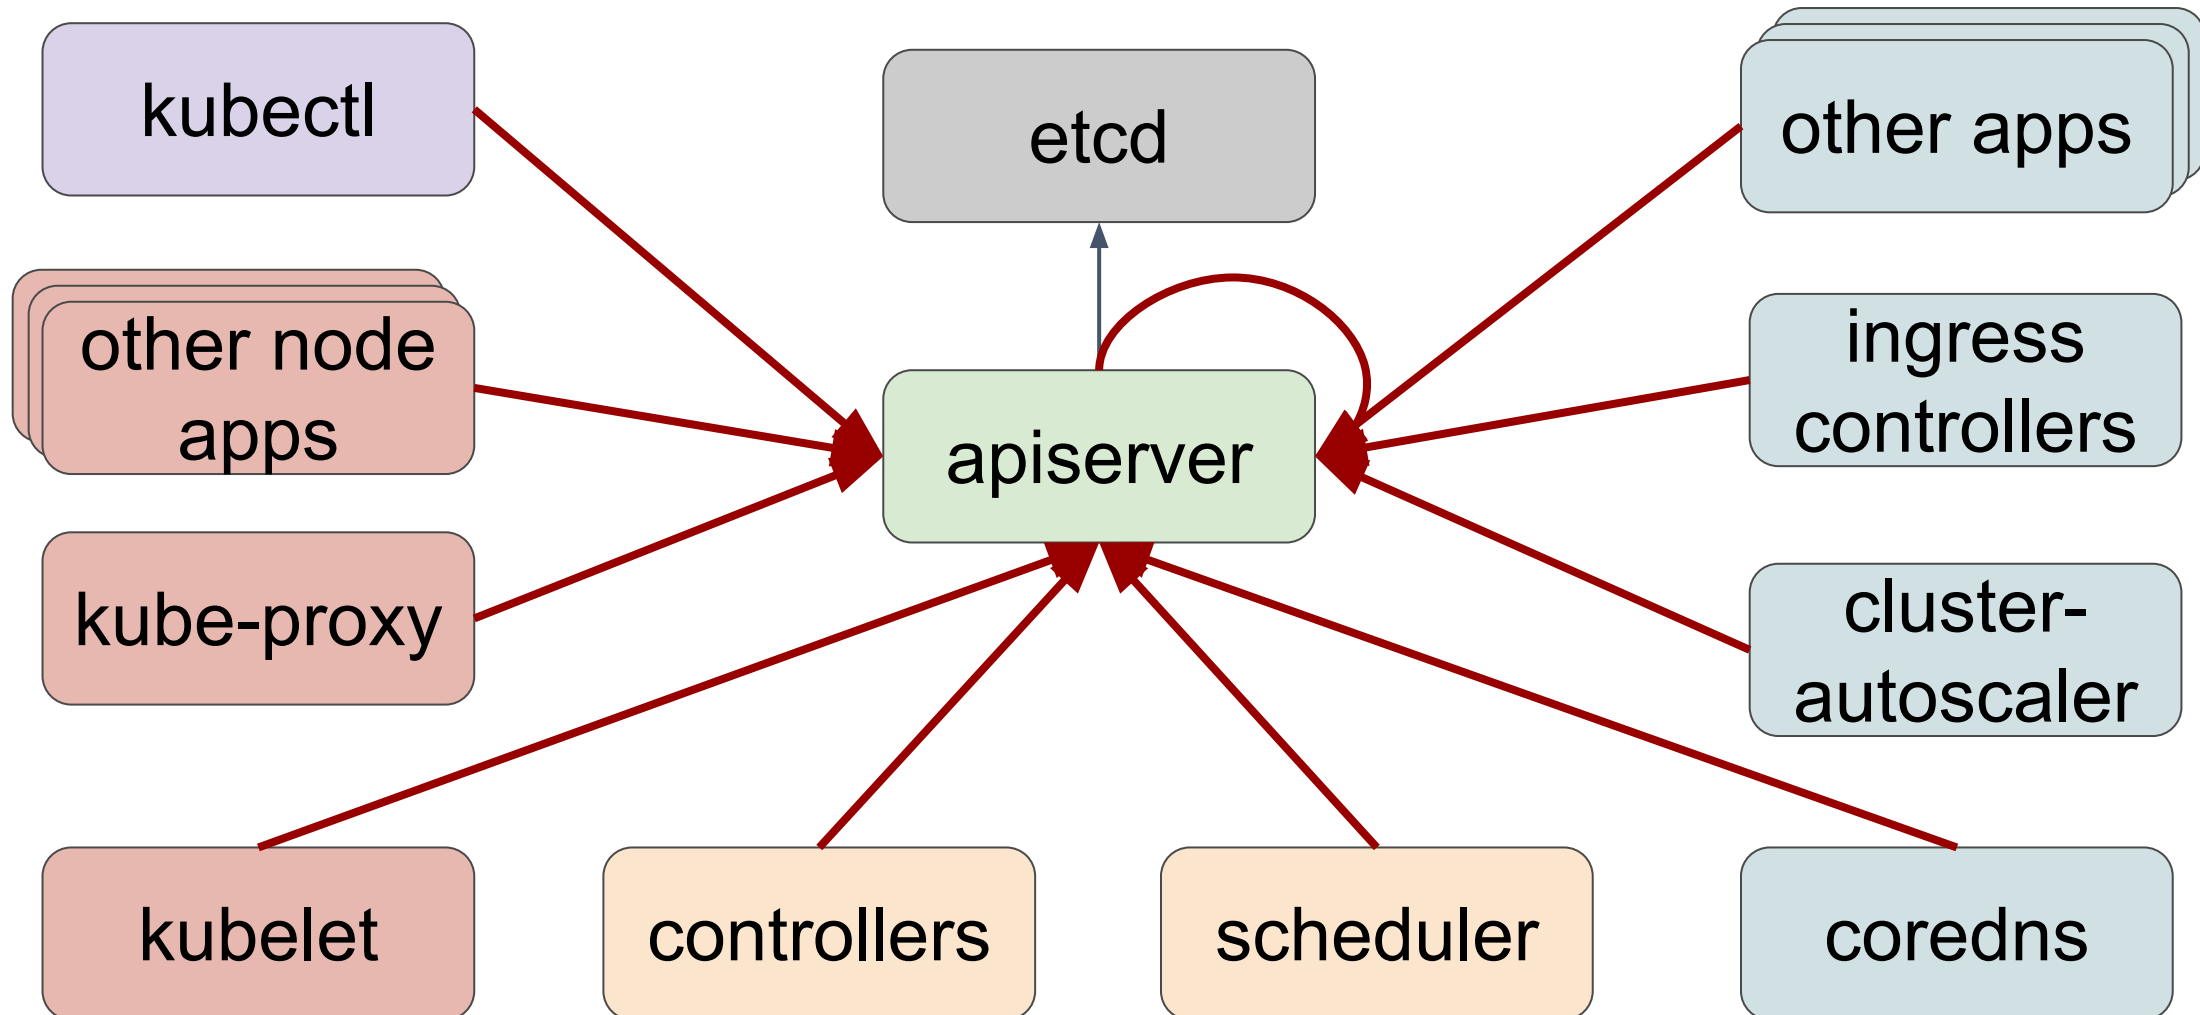 kubectl
etcd
other apps
other node
apps
ingress
controllers
apiserver
kube-proxy
cluster-
autoscaler
kubelet
controllers
scheduler
coredns